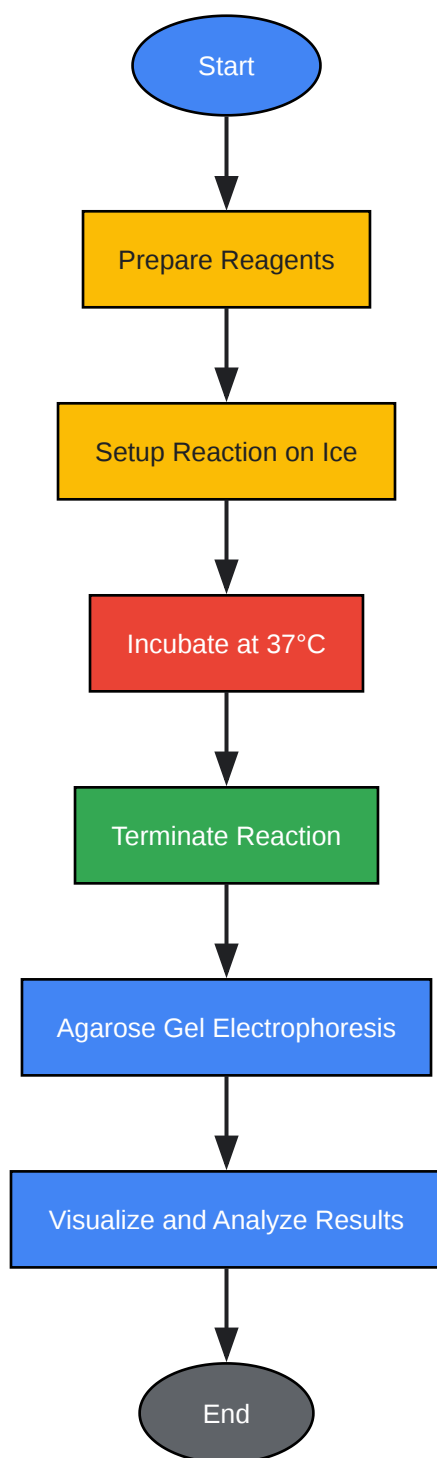 Start
Prepare Reagents
Setup Reaction on Ice
Incubate at 37°C
Terminate Reaction
Agarose Gel Electrophoresis
Visualize and Analyze Results
End